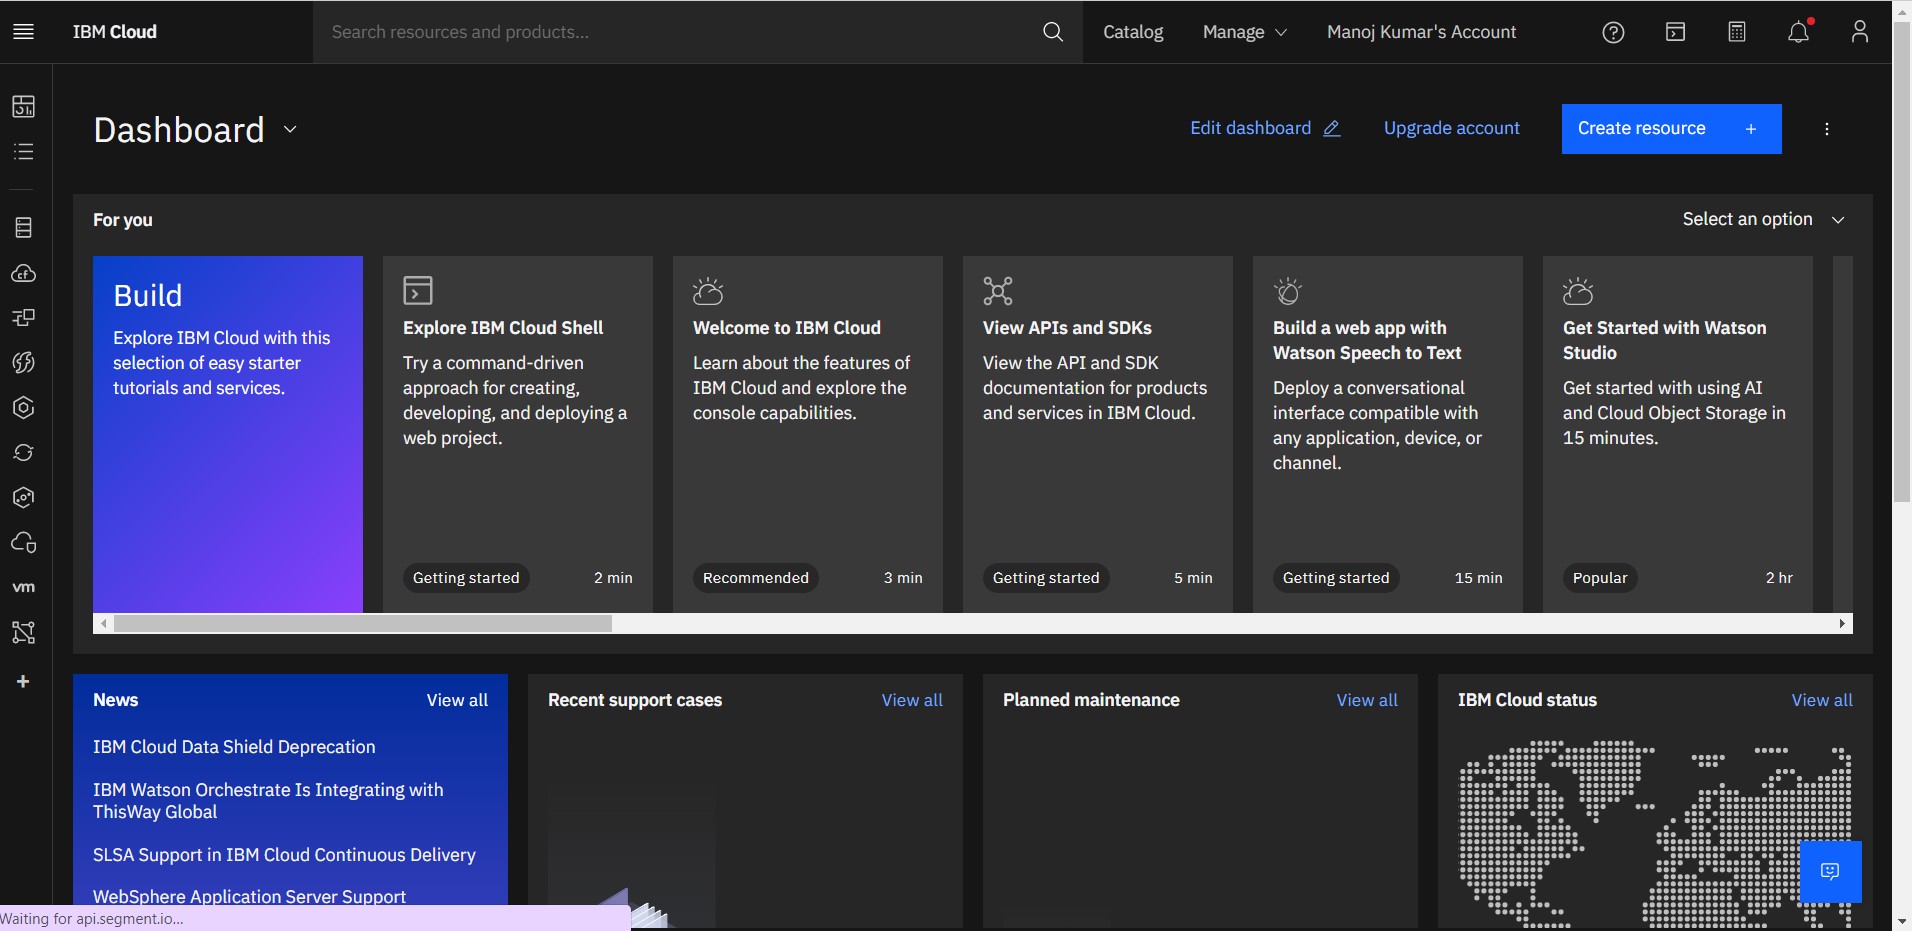 IBM Cloud
Search resources and products...
Catalog
Manage
Manoj Kumar's Account
Dashboard
Edit dashboard
Upgrade account
Create resource +
For you
Select an option
Build
Explore IBM Cloud with this
selection of easy starter
tutorials and services.
Explore IBM Cloud Shell
Try a command-driven
approach for creating,
developing, and deploying a
web project.
Getting started
2 min
Welcome to IBM Cloud
Learn about the features of
IBM Cloud and explore the
console capabilities.
Recommended
3 min
View APIs and SDKs
View the API and SDK
documentation for products
and services in IBM Cloud.
Getting started
5 min
Build a web app with
Watson Speech to Text
Deploy a conversational
interface compatible with
any application, device, or
channel.
Getting started
15 min
Get Started with Watson
Studio
Get started with using AI
and Cloud Object Storage in
15 minutes.
Popular
2 hr
cf
vm
News
View all
IBM Cloud Data Shield Deprecation
IBM Watson Orchestrate Is Integrating with
ThisWay Global
SLSA Support in IBM Cloud Continuous Delivery
WebSphere Application Server Support
Recent support cases
View all
Planned maintenance
View all
IBM Cloud status
View all
Waiting for api.segment.io...